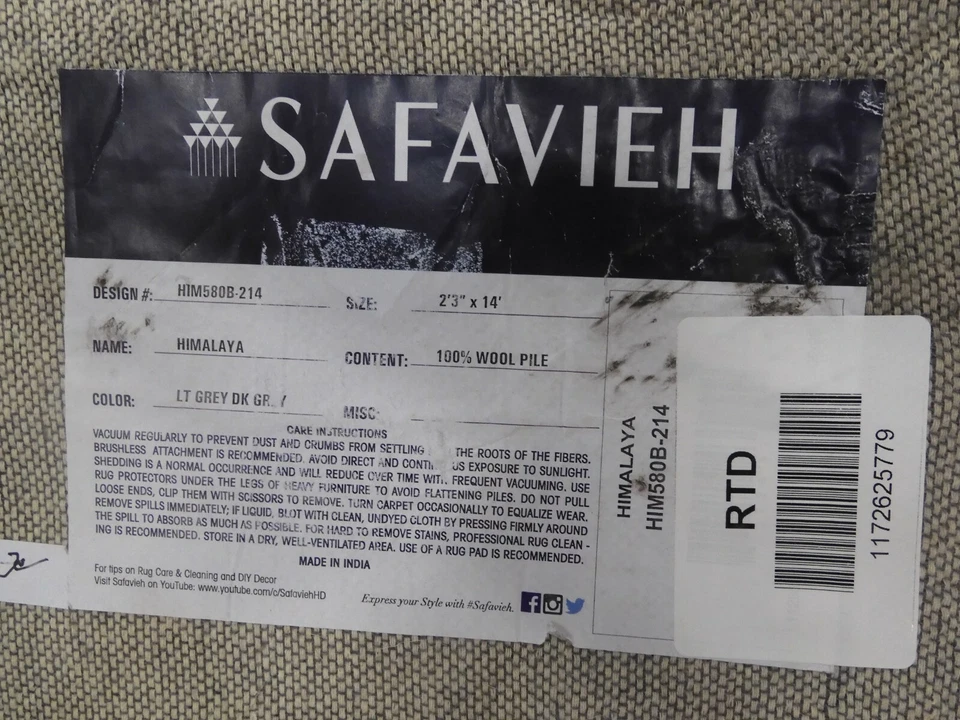 SAFAVIEH
DESIGN #: HIM580B-214
SIZE: 2'3" x 14'
NAME: HIMALAYA
CONTENT: 100% WOOL PILE
COLOR: LT GREY DK
MISC:
CARE INSTRUCTIONS
VACUUM REGULARLY TO PREVENT DUST AND CRUMBS FROM SETTLING THE ROOTS OF THE FIBERS.
BRUSHLESS ATTACHMENT IS RECOMMENDED. AVOID DIRECT AND EXPOSURE TO SUNLIGHT.
SHEDDING IS A NORMAL OCCURRENCE AND WILL REDUCE OVER TIME WITH FREQUENT VACUUMING. USE
RUG PROTECTORS UNDER THE LEGS OF HEAVY FURNITURE TO AVOID FLATTENING PILES. DO NOT PULL
LOOSE ENDS, CLIP THEM WITH SCISSORS TO REMOVE. TURN CARPET OCCASIONALLY TO EQUALIZE WEAR.
REMOVE SPILLS IMMEDIATELY; IF LIQUID, BLOT WITH CLEAN, UNDYED CLOTH BY PRESSING FIRMLY AROUND
THE SPILL TO ABSORB AS MUCH AS POSSIBLE. FOR HARD TO REMOVE STAINS, PROFESSIONAL RUG CLEAN -
ING IS RECOMMENDED. STORE IN A DRY, WELL-VENTILATED AREA. USE OF A RUG PAD IS RECOMMENDED.
MADE IN INDIA
For tips on Rug Care & Cleaning and DIY Decor
Visit Safavieh on YouTube: www.youtube.com/c/SafaviehHD
Express your Style with #Safavieh.
HIMALAYA
HIM580B-214
RTD
1172625779